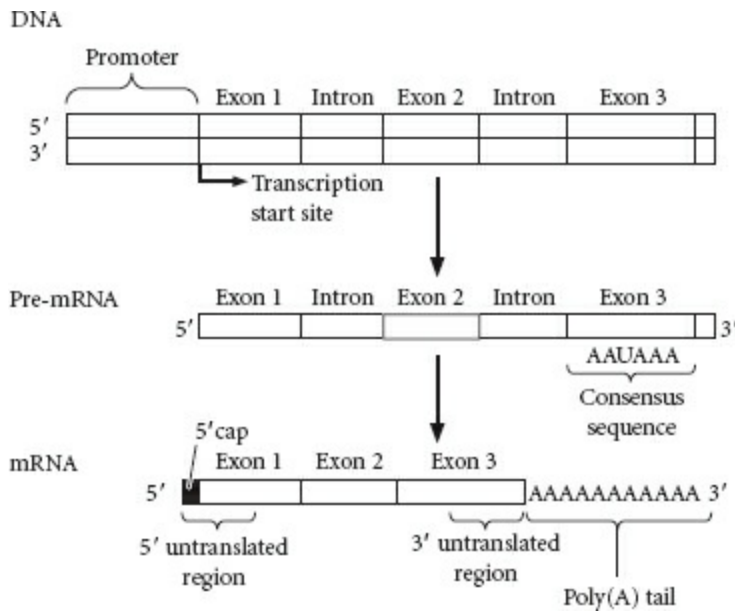 DNA
Promoter
Exon 1 Intron Exon 2 Intron Exon 3
5′
3′
Transcription
start site
Pre-mRNA
Exon 1 Intron Exon 2 Intron Exon 3
5′ 3′
AAUAAA
Consensus
sequence
5′cap
mRNA
Exon 1 Exon 2 Exon 3
5′ AAAAAAAAAAA 3′
5′ untranslated
region
3′ untranslated
region
Poly(A) tail